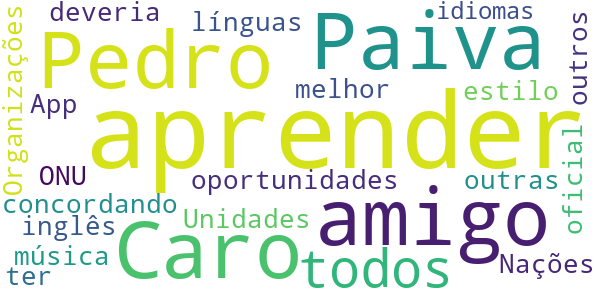 deveria
línguas
Paiva
idiomas
Pedro
melhor
estilo
outros
Organizações
App
aprender
ONU
oportunidades
outras
oficial
concordando
Unidades
amigo
inglês
Caro
música
todos
Nações
ter